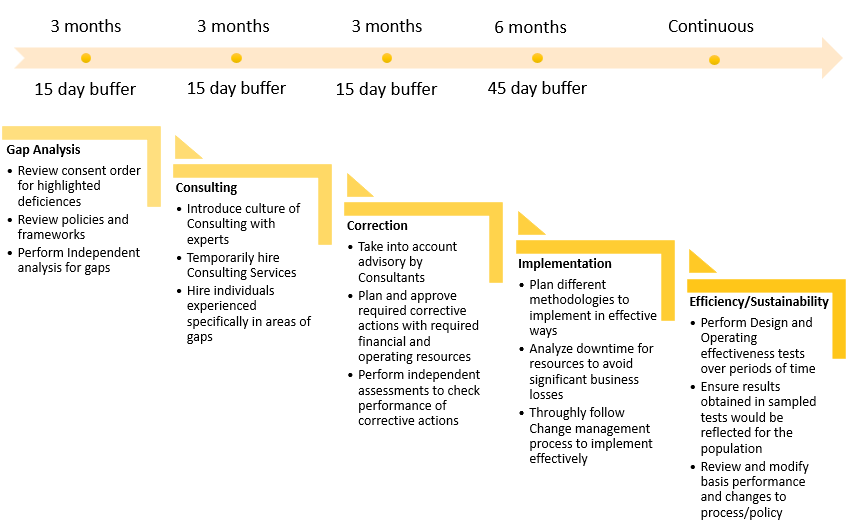 3 months
3 months
3 months
6 months
Continuous
15 day buffer
15 day buffer
15 day buffer
45 day buffer
Gap Analysis
• Review consent order
for highlighted
deficiences
• Review policies and
frameworks
• Perform Independent
analysis for gaps
Consulting
• Introduce culture of
Consulting with
experts
• Temporarily hire
Consulting Services
• Hire individuals
experienced
specifically in areas of
gaps
Correction
• Take into account
advisory by
Consultants
• Plan and approve
required corrective
actions with required
financial and
operating resources
• Perform independent
assessments to check
performance of
corrective actions
Implementation
• Plan different
methodologies to
implement in effective
ways
• Analyze downtime for
resources to avoid
significant business
losses
• Throughly follow
Change management
process to implement
effectively
Efficiency/Sustainability
• Perform Design and
Operating
effectiveness tests
over periods of time
• Ensure results
obtained in sampled
tests would be
reflected for the
population
• Review and modify
basis performance
and changes to
process/policy